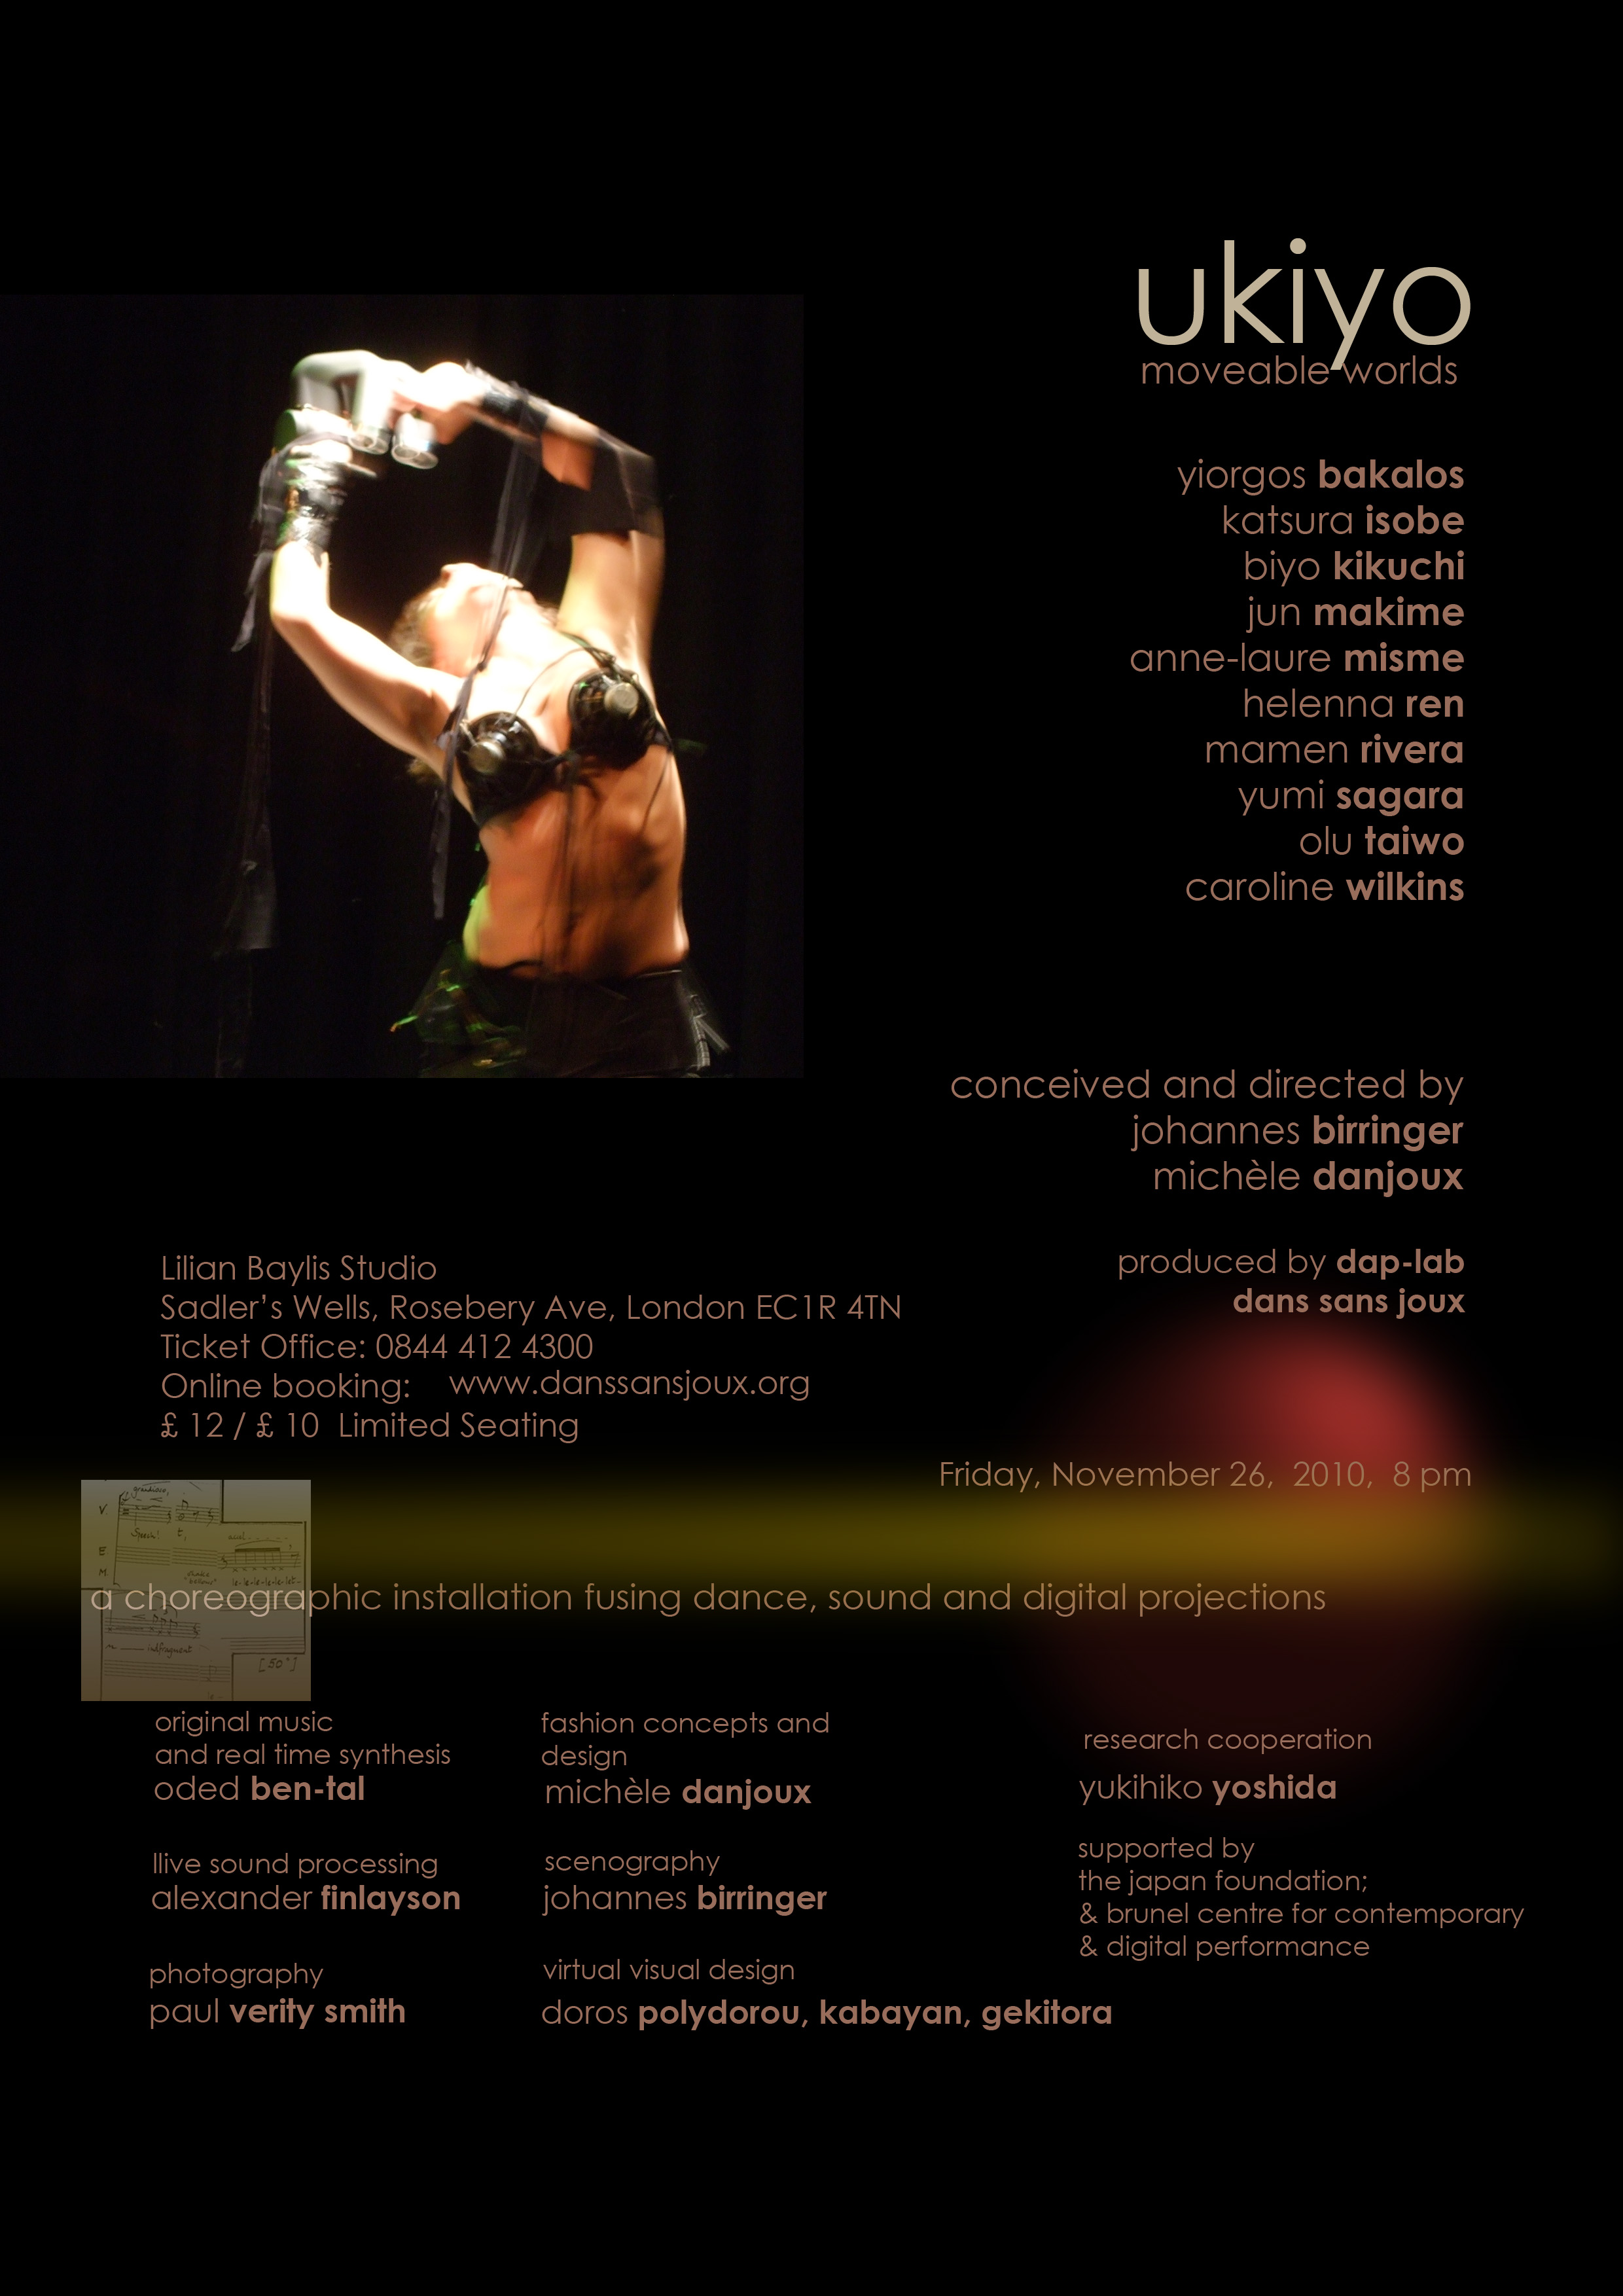 ukiyo
moveable worlds
yiorgos bakalos
katsura isobe
biyo kikuchi
jun makime
anne-laure misme
helenna ren
mamen rivera
yumi sagara
olu taiwo
caroline wilkins
conceived and directed by
johannes birringer
michèle danjoux
produced by dap-lab
dans sans joux
Lilian Baylis Studio
Sadler's Wells, Rosebery Ave, London EC1R 4TN
Ticket Office: 0844 412 4300
Online booking: www.danssansjoux.org
£ 12 / £ 10 Limited Seating
Friday, November 26, 2010, 8 pm
V.
E.
M.
[50"]
a choreographic installation fusing dance, sound and digital projections
original music
and real time synthesis
oded ben-tal
llive sound processing
alexander finlayson
photography
paul verity smith
fashion concepts and
design
michèle danjoux
scenography
johannes birringer
virtual visual design
doros polydorou, kabayan, gekitora
research cooperation
yukihiko yoshida
supported by
the japan foundation;
& brunel centre for contemporary
& digital performance